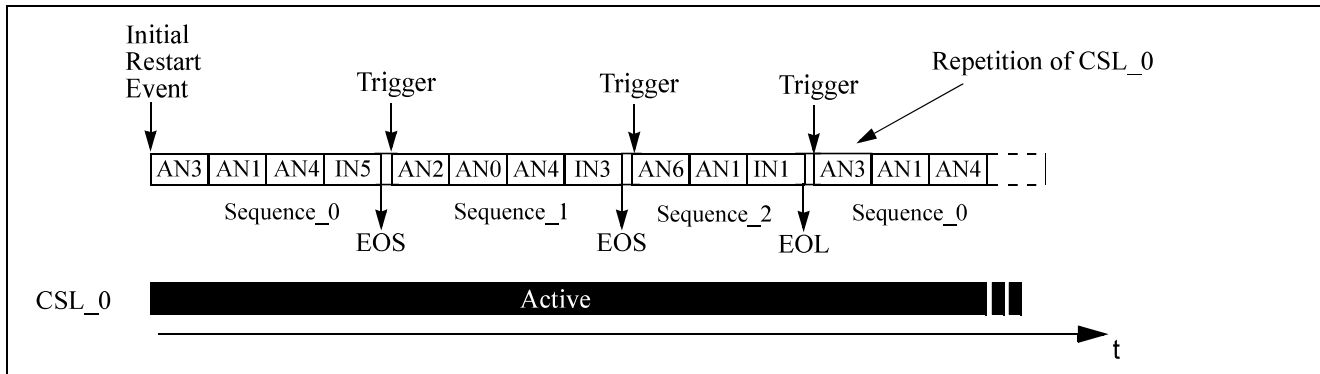 Initial
Restart
Event
Trigger
Trigger
Trigger
Repetition of CSL_0
AN3 AN1 AN4 IN5 AN2 AN0 AN4 IN3 AN6 AN1 IN1 AN3 AN1 AN4
Sequence_0 Sequence_1 Sequence_2 Sequence_0
EOS EOS EOL
CSL_0 Active
t